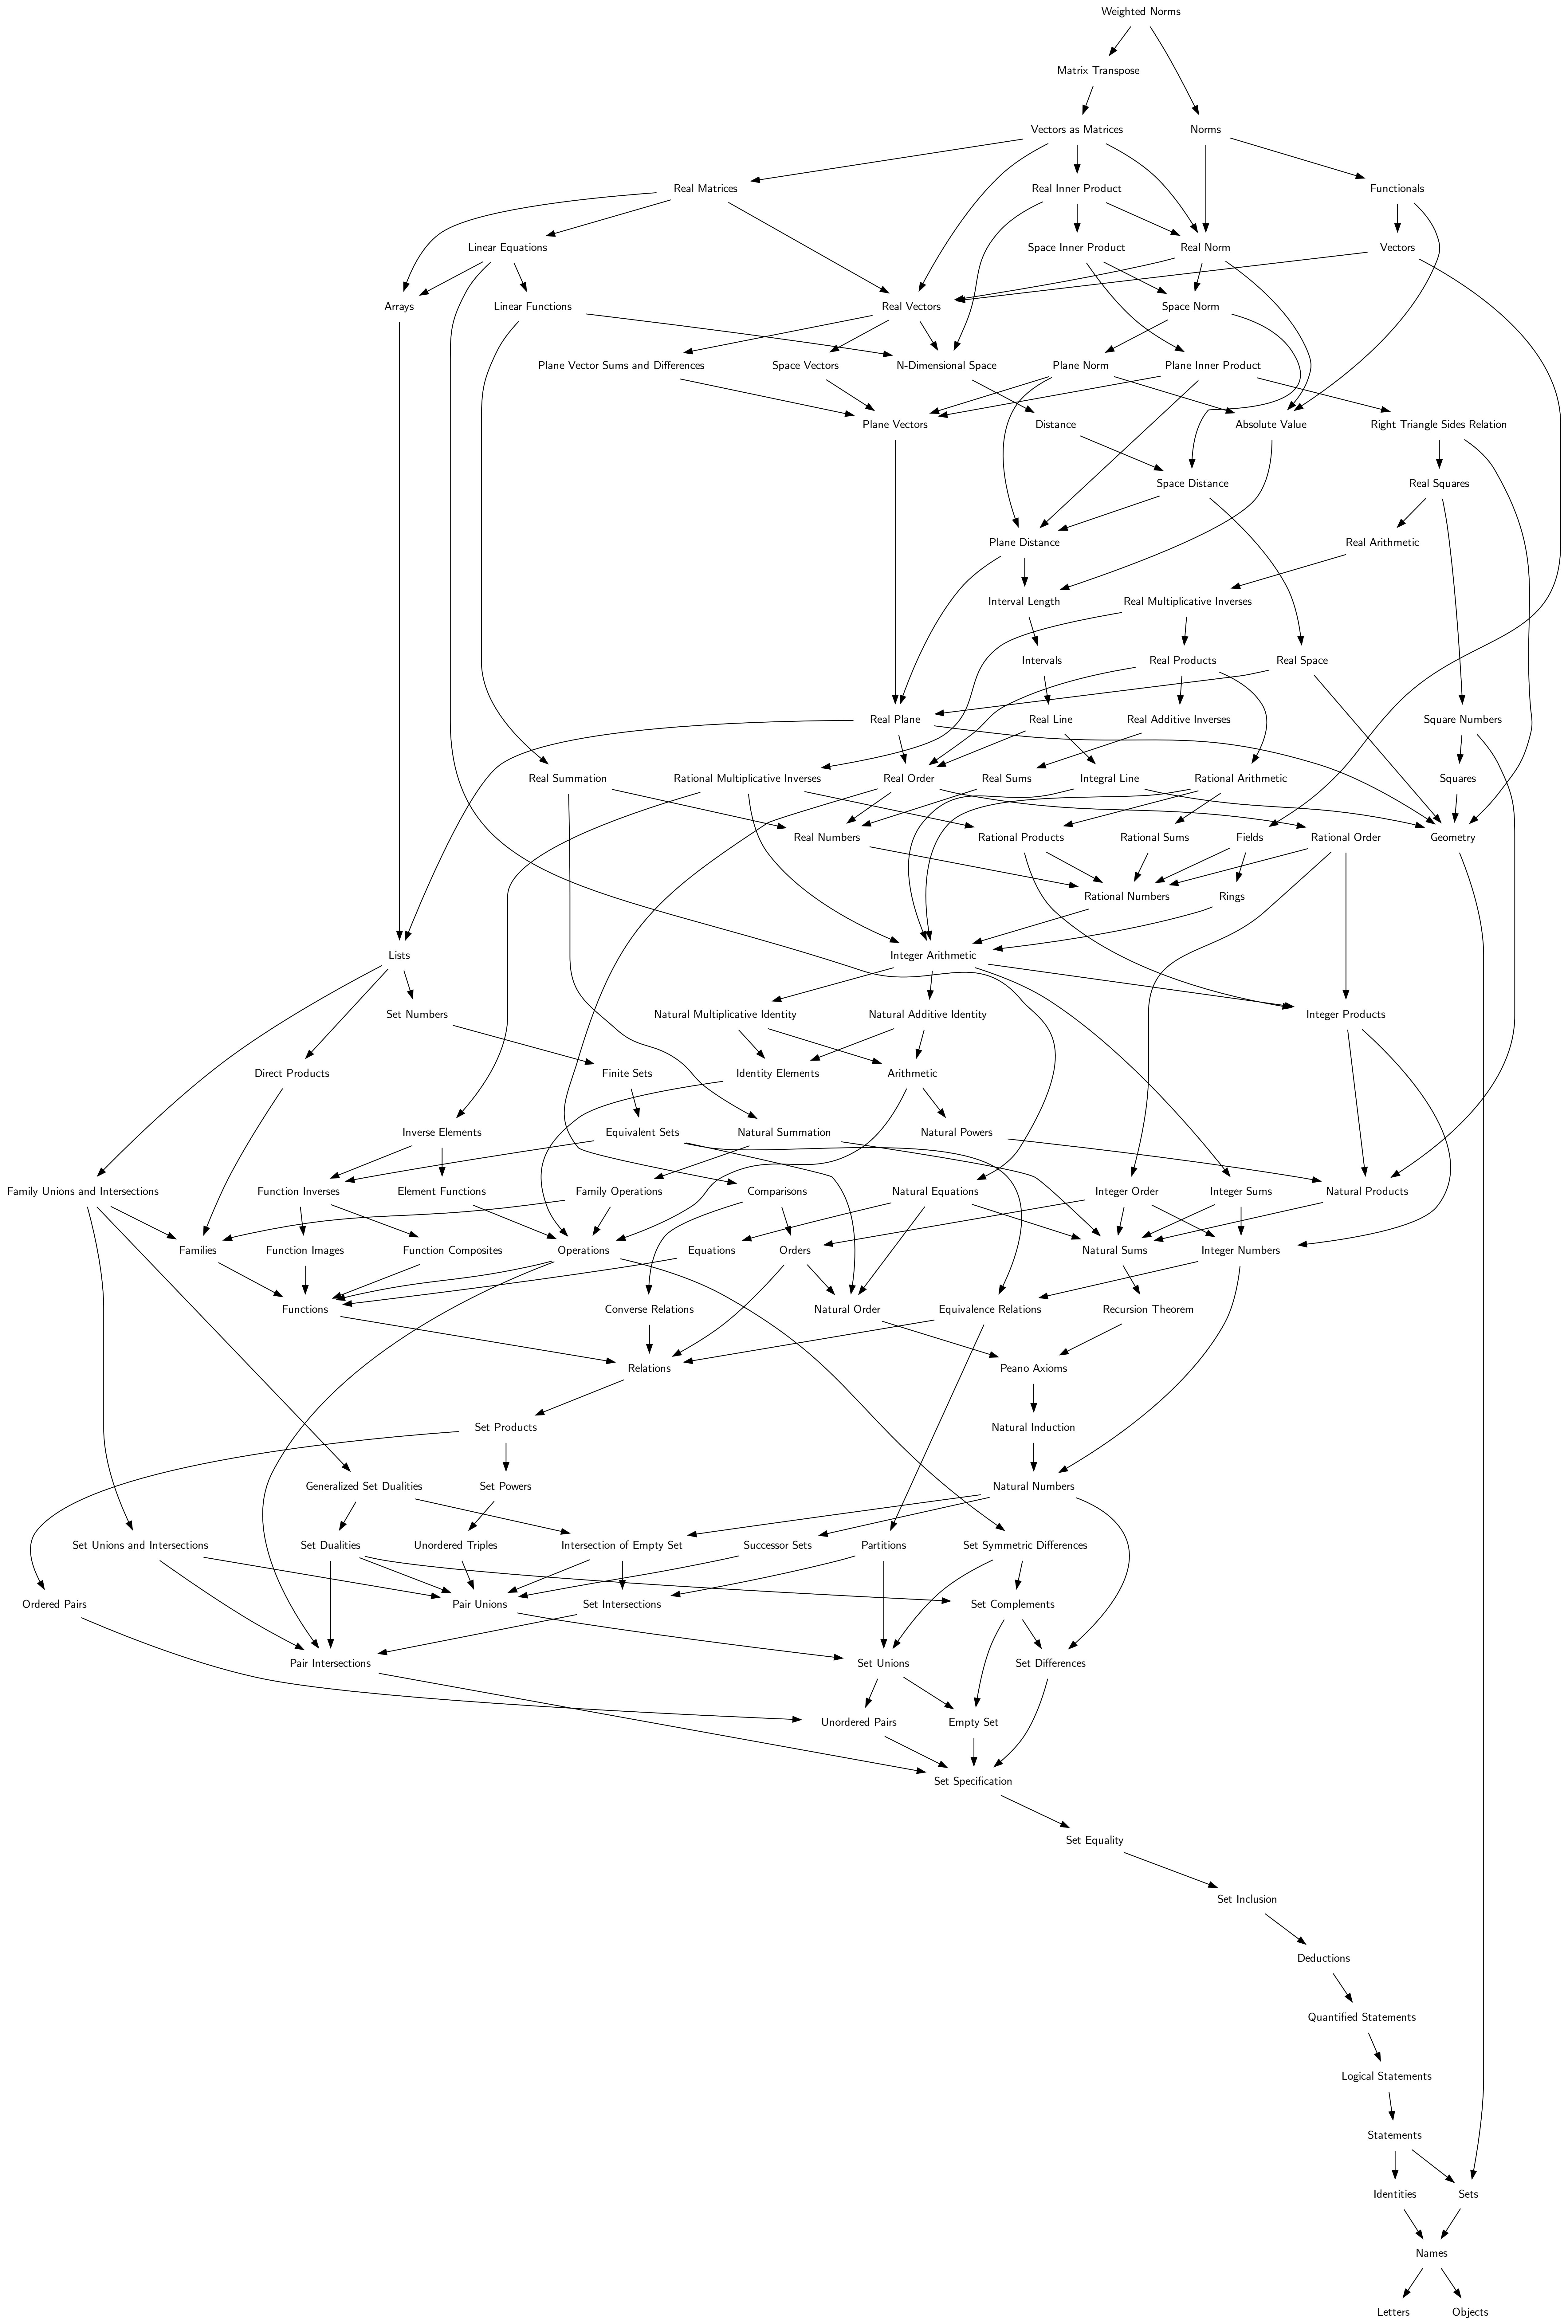 Weighted Norms
Matrix Transpose
Vectors as Matrices
Norms
Real Matrices
Real Inner Product
Functionals
Linear Equations
Space Inner Product
Real Norm
Vectors
Arrays
Linear Functions
Real Vectors
Space Norm
Plane Vector Sums and Differences
Space Vectors
N-Dimensional Space
Plane Norm
Plane Inner Product
Plane Vectors
Distance
Absolute Value
Right Triangle Sides Relation
Space Distance
Real Squares
Plane Distance
Real Arithmetic
Interval Length
Real Multiplicative Inverses
Intervals
Real Products
Real Space
Real Plane
Real Line
Real Additive Inverses
Square Numbers
Real Summation
Rational Multiplicative Inverses
Real Order
Real Sums
Integral Line
Rational Arithmetic
Squares
Real Numbers
Rational Products
Rational Sums
Fields
Rational Order
Geometry
Rational Numbers
Rings
Lists
Integer Arithmetic
Set Numbers
Natural Multiplicative Identity
Natural Additive Identity
Integer Products
Direct Products
Finite Sets
Identity Elements
Arithmetic
Inverse Elements
Equivalent Sets
Natural Summation
Natural Powers
Family Unions and Intersections
Function Inverses
Element Functions
Family Operations
Comparisons
Natural Equations
Integer Order
Integer Sums
Natural Products
Families
Function Images
Function Composites
Operations
Equations
Orders
Natural Sums
Integer Numbers
Functions
Converse Relations
Natural Order
Equivalence Relations
Recursion Theorem
Relations
Peano Axioms
Set Products
Natural Induction
Generalized Set Dualities
Set Powers
Natural Numbers
Set Unions and Intersections
Set Dualities
Unordered Triples
Intersection of Empty Set
Successor Sets
Partitions
Set Symmetric Differences
Ordered Pairs
Pair Unions
Set Intersections
Set Complements
Pair Intersections
Set Unions
Set Differences
Unordered Pairs
Empty Set
Set Specification
Set Equality
Set Inclusion
Deductions
Quantified Statements
Logical Statements
Statements
Identities
Sets
Names
Letters
Objects